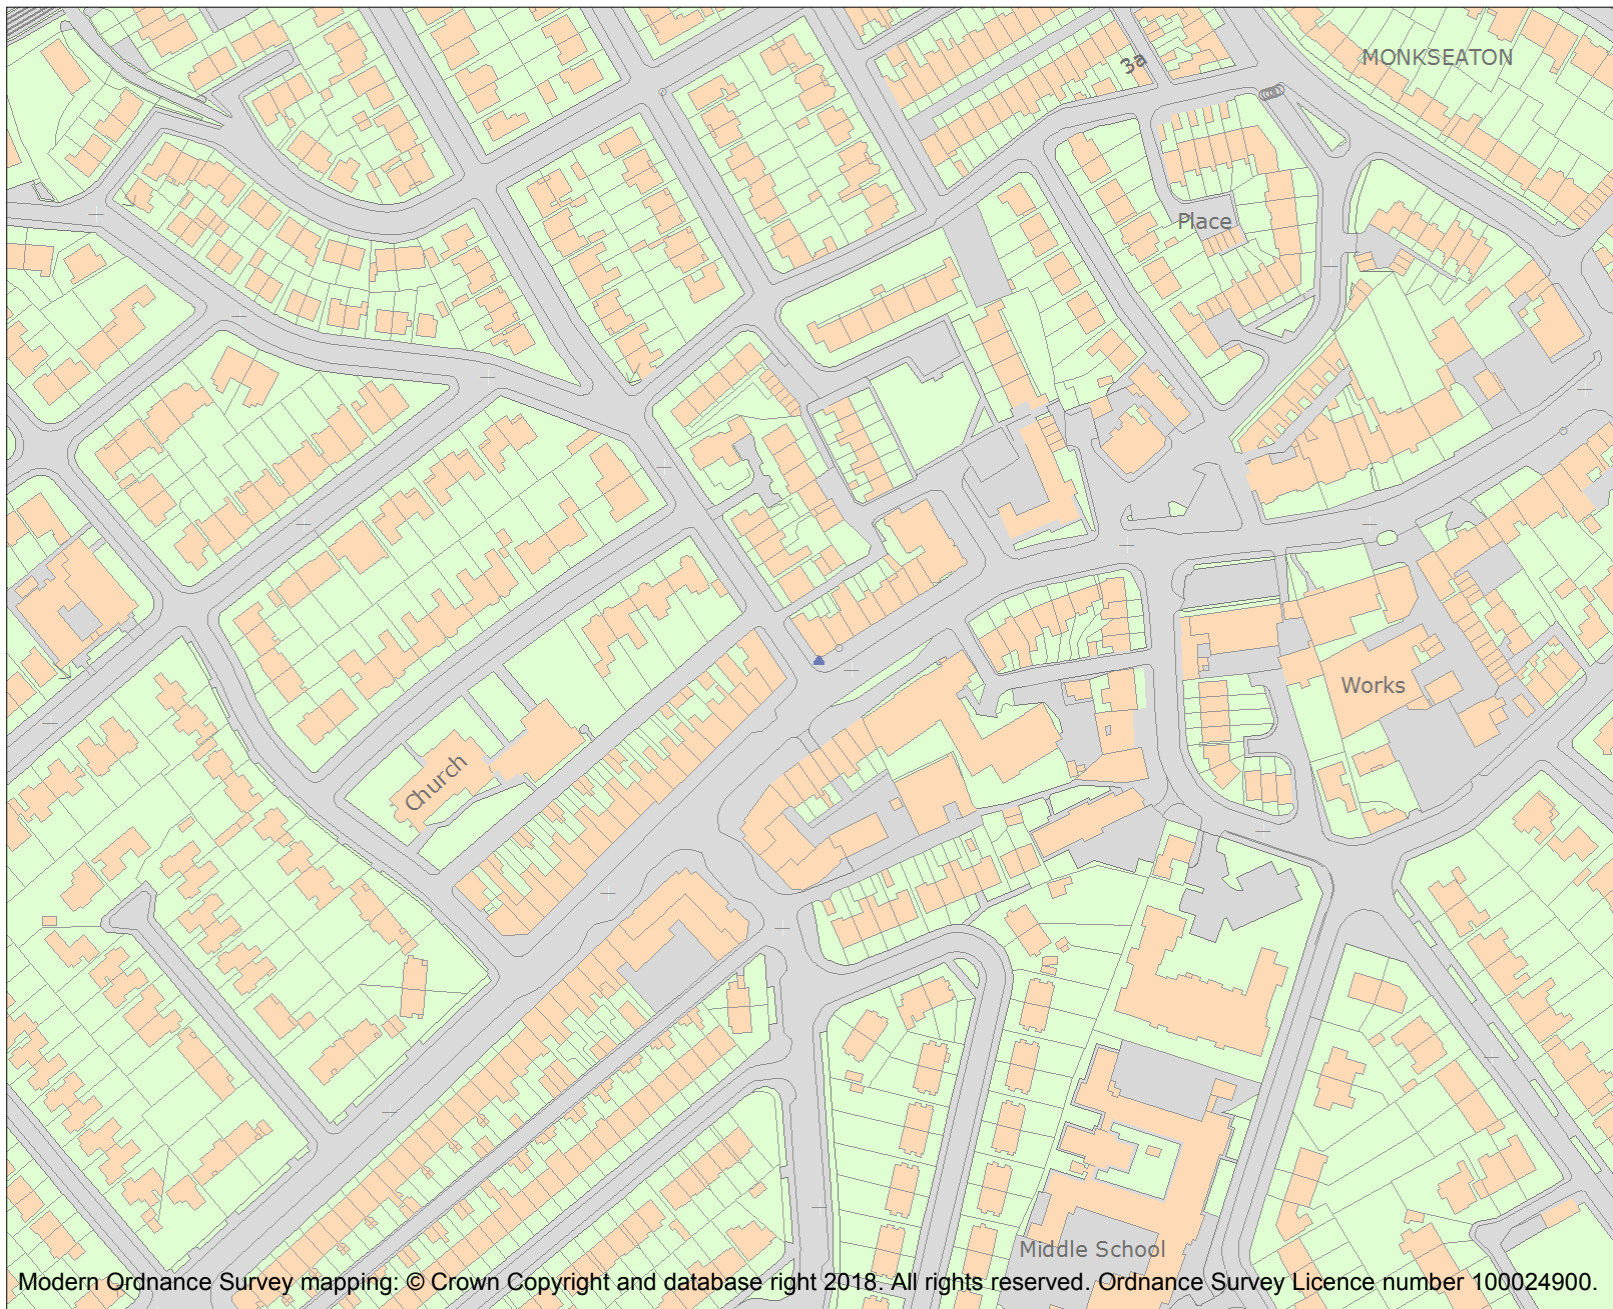 MONKSEATON
3a
Place
Works
Church
Middle School
Modern Ordnance Survey mapping: © Crown Copyright and database right 2018. All rights reserved. Ordnance Survey Licence number 100024900.